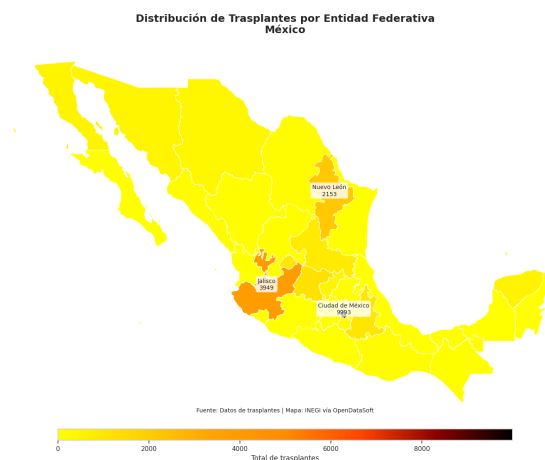 Distribución de Trasplantes por Entidad Federativa
México
Nuevo León
2153
Jalisco
3949
Ciudad de México
9993
Fuente: Datos de trasplantes | Mapa: INEGI vía OpenDataSoft
0 2000 4000 6000 8000
Total de trasplantes